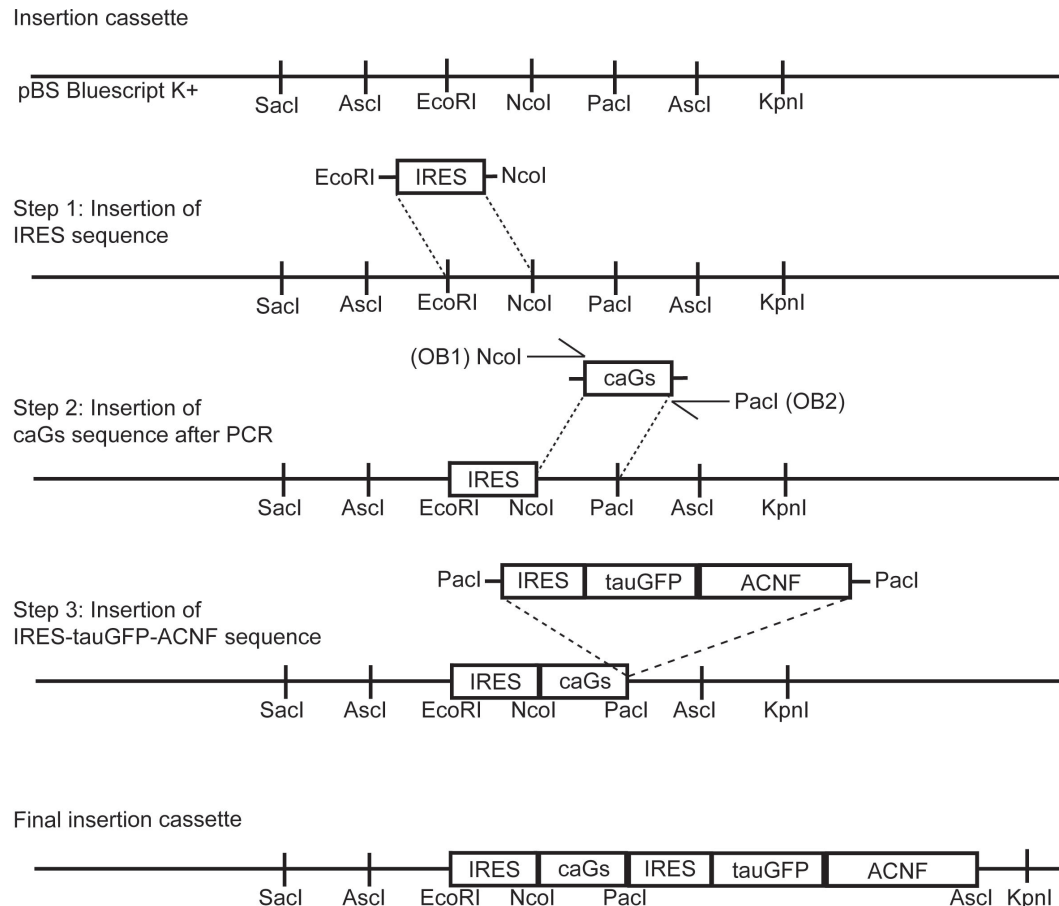 Insertion cassette
pBS Bluescript K+
SacI AscI EcoRI NcoI PacI AscI KpnI
EcoRI IRES NcoI
Step 1: Insertion of
IRES sequence
SacI AscI EcoRI NcoI PacI AscI KpnI
(OB1) NcoI
caGs
PacI (OB2)
Step 2: Insertion of
caGs sequence after PCR
IRES
SacI AscI EcoRI NcoI PacI AscI KpnI
PacI IRES tauGFP ACNF PacI
Step 3: Insertion of
IRES-tauGFP-ACNF sequence
IRES caGs
SacI AscI EcoRI NcoI PacI AscI KpnI
Final insertion cassette
IRES caGs IRES tauGFP ACNF
SacI AscI EcoRI NcoI PacI AscI KpnI